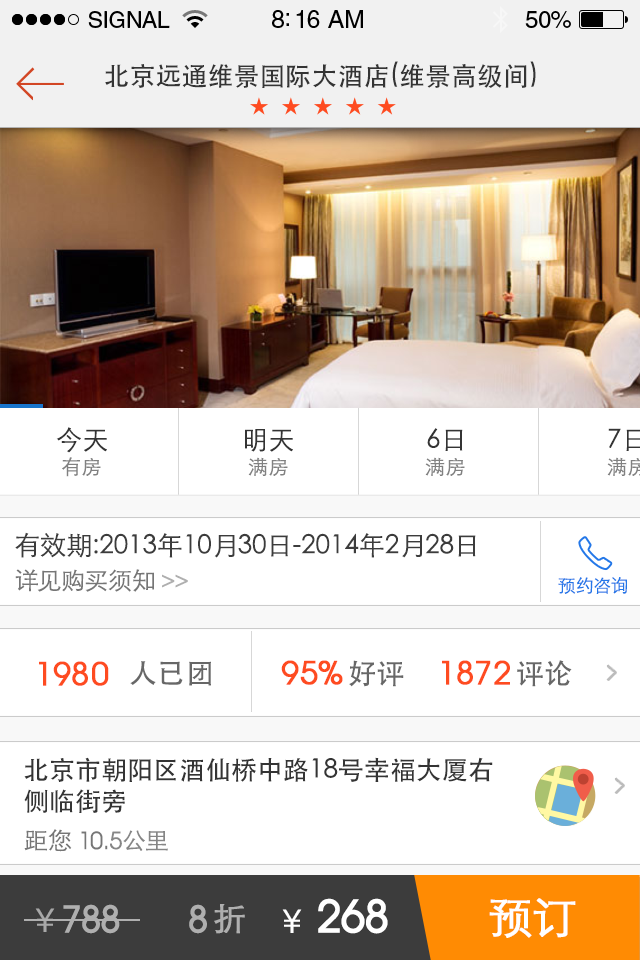 SIGNAL 8:16 AM 50%
北京远通维景国际大酒店(维景高级间)
今天 明天 6日 7日
有房 满房 满房 满房
有效期:2013年10月30日-2014年2月28日
详见购买须知 >>
预约咨询
1980 人已团 95% 好评 1872 评论
北京市朝阳区酒仙桥中路18号幸福大厦右
侧临街旁
距您 10.5公里
￥788 8 折 ￥ 268 预订